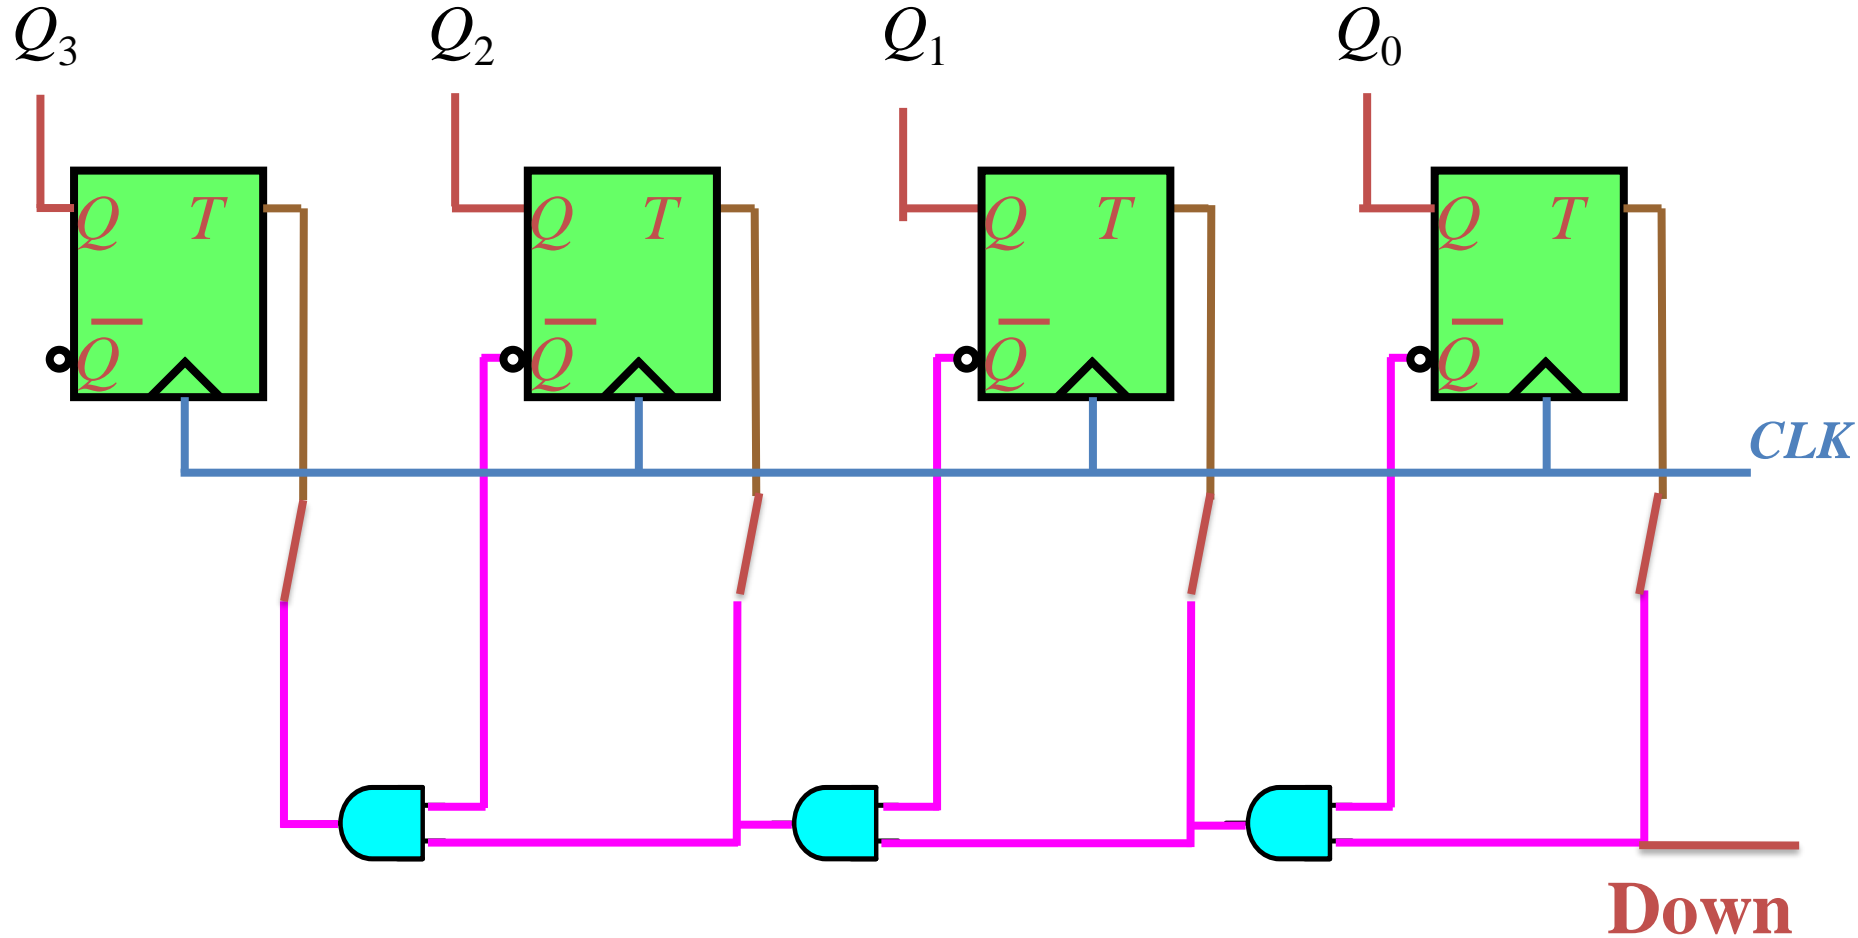 Q₃ Q₂ Q₁ Q₀
Q T Q T Q T Q T
Q̅ Q̅ Q̅ Q̅
CLK
Down